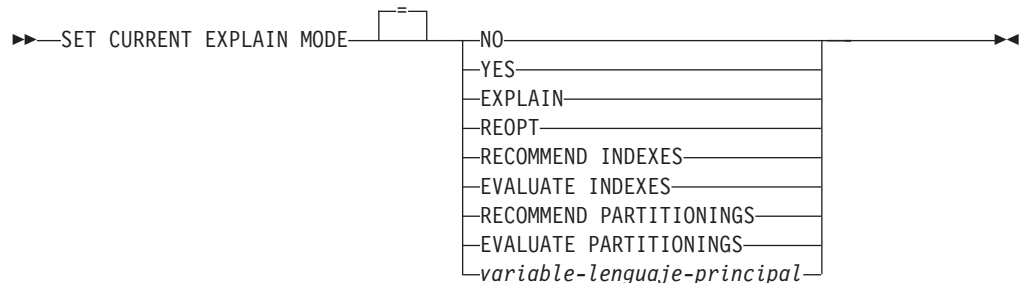 =
SET CURRENT EXPLAIN MODE NO
YES
EXPLAIN
REOPT
RECOMMEND INDEXES
EVALUATE INDEXES
RECOMMEND PARTITIONINGS
EVALUATE PARTITIONINGS
variable-lenguaje-principal